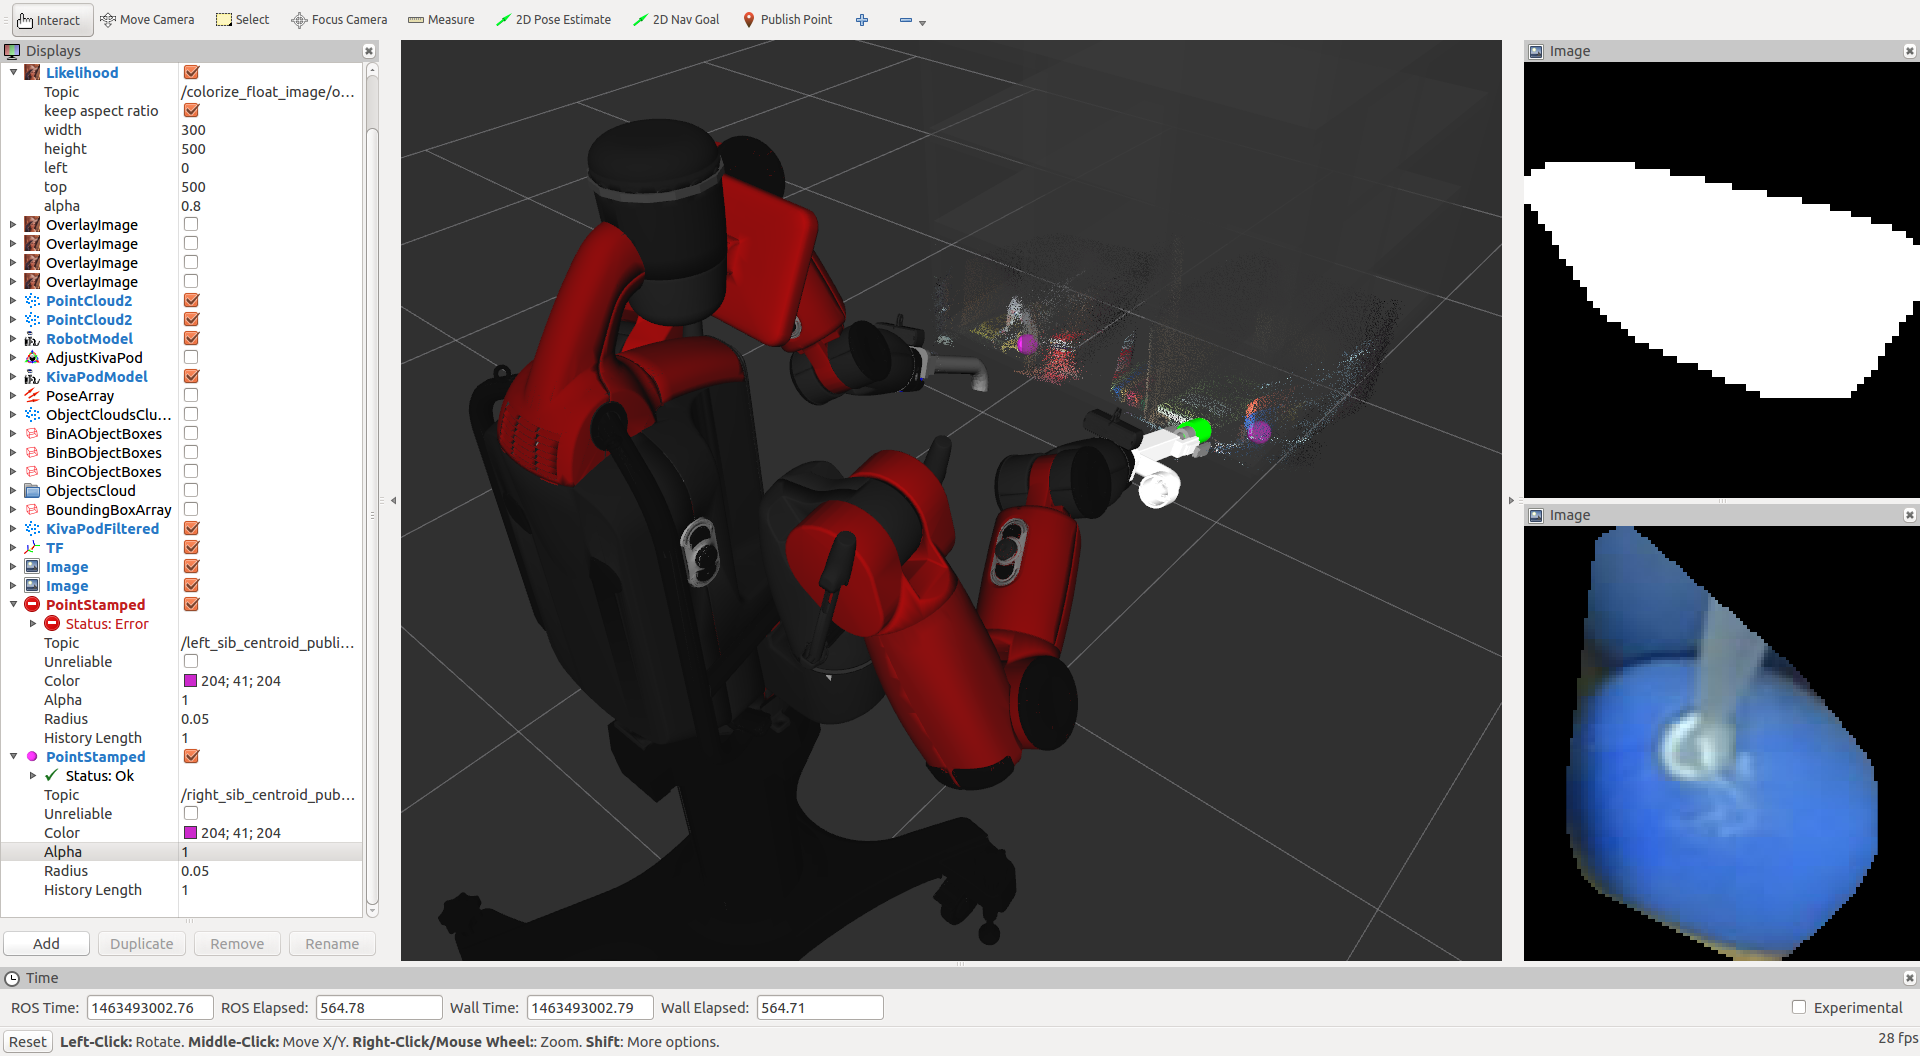 Interact Move Camera Select Focus Camera Measure 2D Pose Estimate 2D Nav Goal Publish Point
Displays
Likelihood
Topic /colorize_float_image/o...
keep aspect ratio
width 300
height 500
left 0
top 500
alpha 0.8
OverlayImage
OverlayImage
OverlayImage
OverlayImage
PointCloud2
PointCloud2
RobotModel
AdjustKivaPod
KivaPodModel
PoseArray
ObjectCloudsClu...
BinAObjectBoxes
BinBObjectBoxes
BinCObjectBoxes
ObjectsCloud
BoundingBoxArray
KivaPodFiltered
TF
Image
Image
PointStamped
Status: Error
Topic /left_sib_centroid_publi...
Unreliable
Color 204; 41; 204
Alpha 1
Radius 0.05
History Length 1
PointStamped
Status: Ok
Topic /right_sib_centroid_pub...
Unreliable
Color 204; 41; 204
Alpha 1
Radius 0.05
History Length 1
Add Duplicate Remove Rename
Image
Image
Time
ROS Time: 1463493002.76 ROS Elapsed: 564.78 Wall Time: 1463493002.79 Wall Elapsed: 564.71 Experimental
Reset Left-Click: Rotate. Middle-Click: Move X/Y. Right-Click/Mouse Wheel:: Zoom. Shift: More options. 28 fps